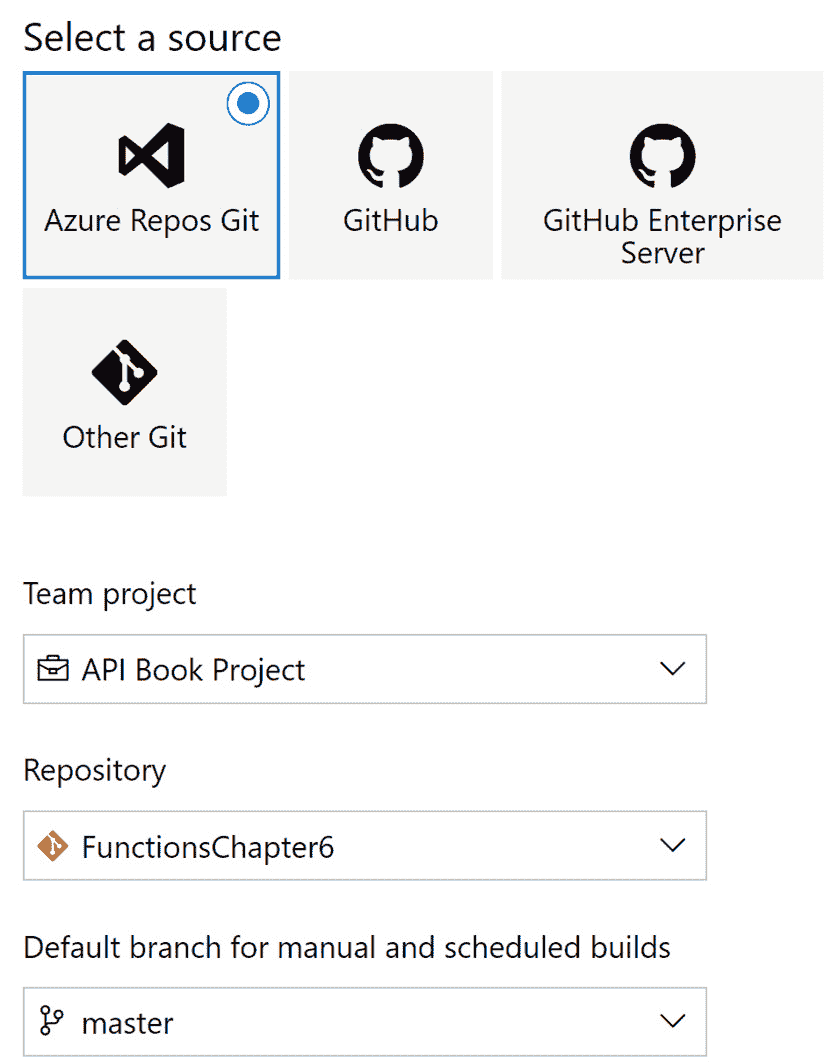 Select a source
Azure Repos Git
GitHub
GitHub Enterprise
Server
Other Git
Team project
API Book Project
Repository
FunctionsChapter6
Default branch for manual and scheduled builds
master